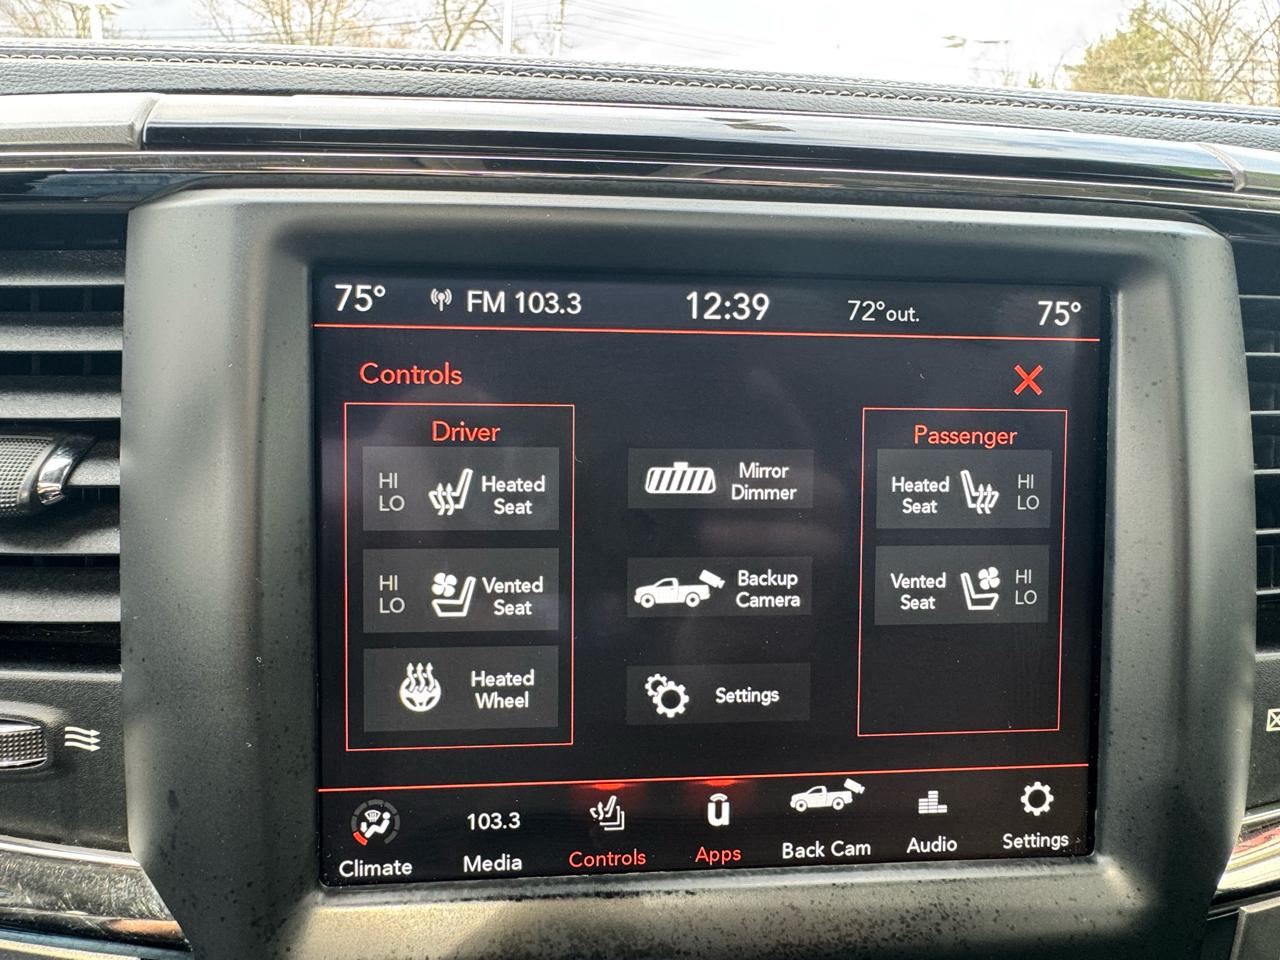 75° FM 103.3 12:39 72°out. 75°
Controls
Driver
HI
LO
Heated
Seat
HI
LO
Vented
Seat
Heated
Wheel
Mirror
Dimmer
Backup
Camera
Settings
Passenger
Heated
Seat
HI
LO
Vented
Seat
HI
LO
Climate
103.3
Media
Controls
Apps
Back Cam
Audio
Settings